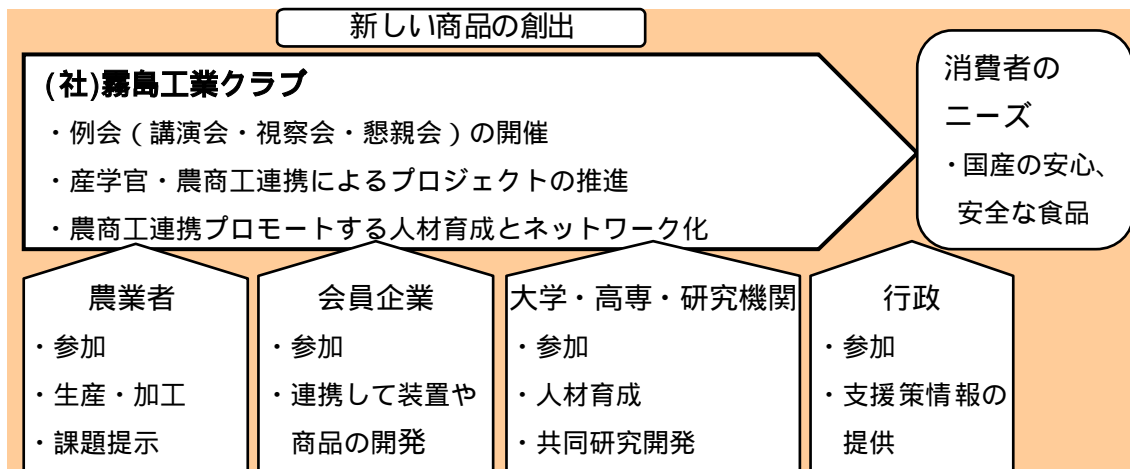 新しい商品の創出
(社)霧島工業クラブ
・例会（講演会・視察会・懇親会）の開催
・産学官・農商工連携によるプロジェクトの推進
・農商工連携プロモートする人材育成とネットワーク化
消費者の
ニーズ
・国産の安心、
安全な食品
農業者
・参加
・生産・加工
・課題提示
会員企業
・参加
・連携して装置や
商品の開発
大学・高専・研究機関
・参加
・人材育成
・共同研究開発
行政
・参加
・支援策情報の
提供